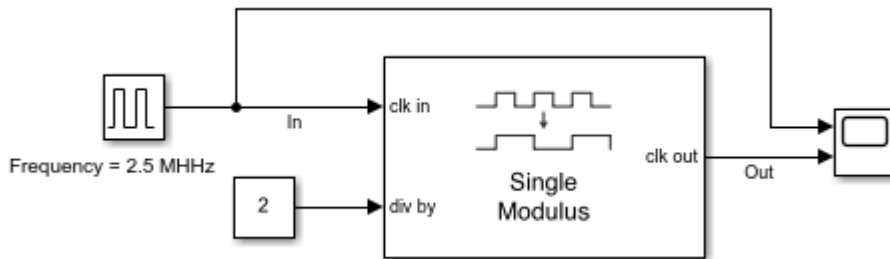 clk in
In
Frequency = 2.5 MHHz
2
div by
Single
Modulus
clk out
Out